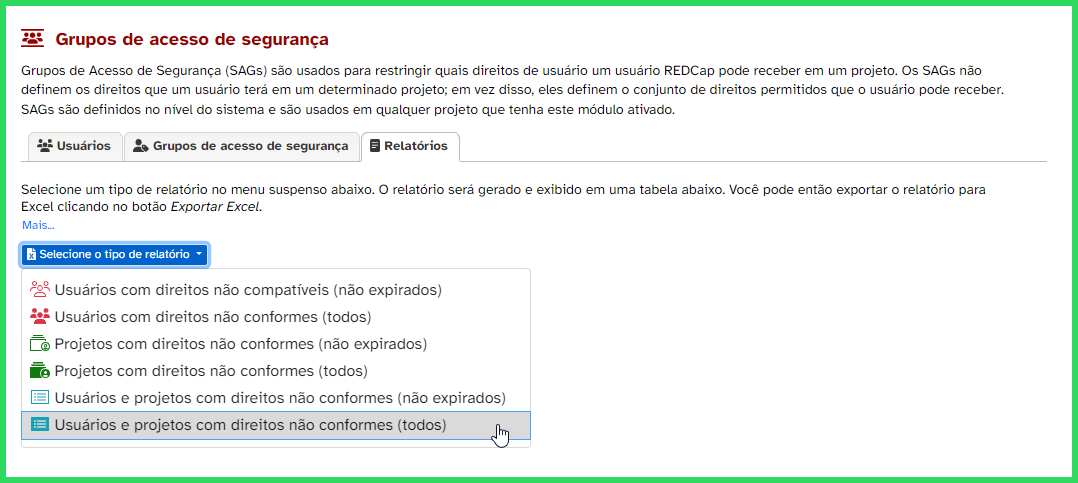 Grupos de acesso de segurança
Grupos de Acesso de Segurança (SAGs) são usados para restringir quais direitos de usuário um usuário REDCap pode receber em um projeto. Os SAGs não
definem os direitos que um usuário terá em um determinado projeto; em vez disso, eles definem o conjunto de direitos permitidos que o usuário pode receber.
SAGs são definidos no nível do sistema e são usados em qualquer projeto que tenha este módulo ativado.
Usuários Grupos de acesso de segurança Relatórios
Selecione um tipo de relatório no menu suspenso abaixo. O relatório será gerado e exibido em uma tabela abaixo. Você pode então exportar o relatório para
Excel clicando no botão Exportar Excel.
Mais...
Selecione o tipo de relatório
Usuários com direitos não compatíveis (não expirados)
Usuários com direitos não conformes (todos)
Projetos com direitos não conformes (não expirados)
Projetos com direitos não conformes (todos)
Usuários e projetos com direitos não conformes (não expirados)
Usuários e projetos com direitos não conformes (todos)